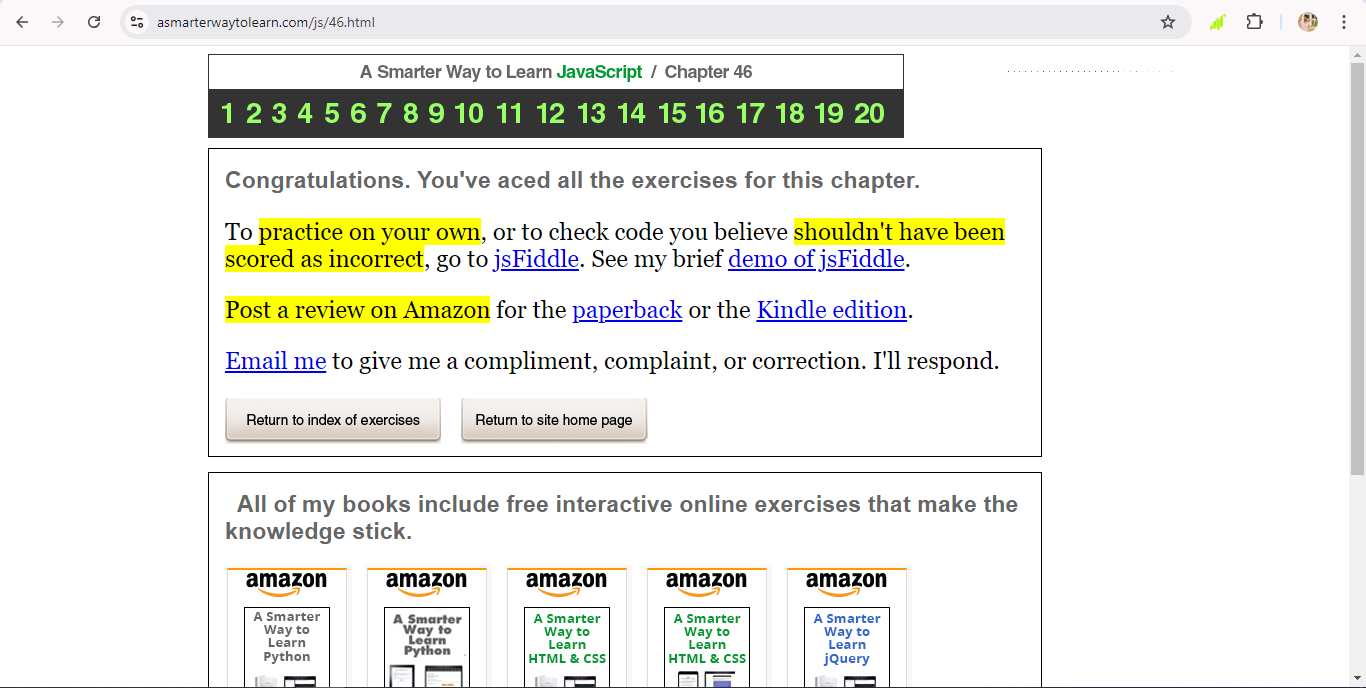 asmarterwaytolearn.com/js/46.html
A Smarter Way to Learn JavaScript / Chapter 46
1 2 3 4 5 6 7 8 9 10 11 12 13 14 15 16 17 18 19 20
Congratulations. You've aced all the exercises for this chapter.
To practice on your own, or to check code you believe shouldn't have been
scored as incorrect, go to jsFiddle. See my brief demo of jsFiddle.
Post a review on Amazon for the paperback or the Kindle edition.
Email me to give me a compliment, complaint, or correction. I'll respond.
Return to index of exercises
Return to site home page
All of my books include free interactive online exercises that make the
knowledge stick.
amazon
A Smarter
Way to
Learn
Python
amazon
A Smarter
Way to
Learn
Python
amazon
A Smarter
Way to
Learn
HTML & CSS
amazon
A Smarter
Way to
Learn
HTML & CSS
amazon
A Smarter
Way to
Learn
jQuery